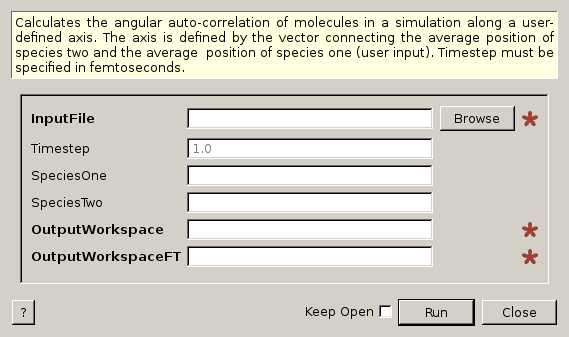 Calculates the angular auto-correlation of molecules in a simulation along a user-
defined axis. The axis is defined by the vector connecting the average position of
species two and the average  position of species one (user input). Timestep must be
specified in femtoseconds.
InputFile Browse *
Timestep 1.0
SpeciesOne
SpeciesTwo
OutputWorkspace *
OutputWorkspaceFT *
? Keep Open Run Close